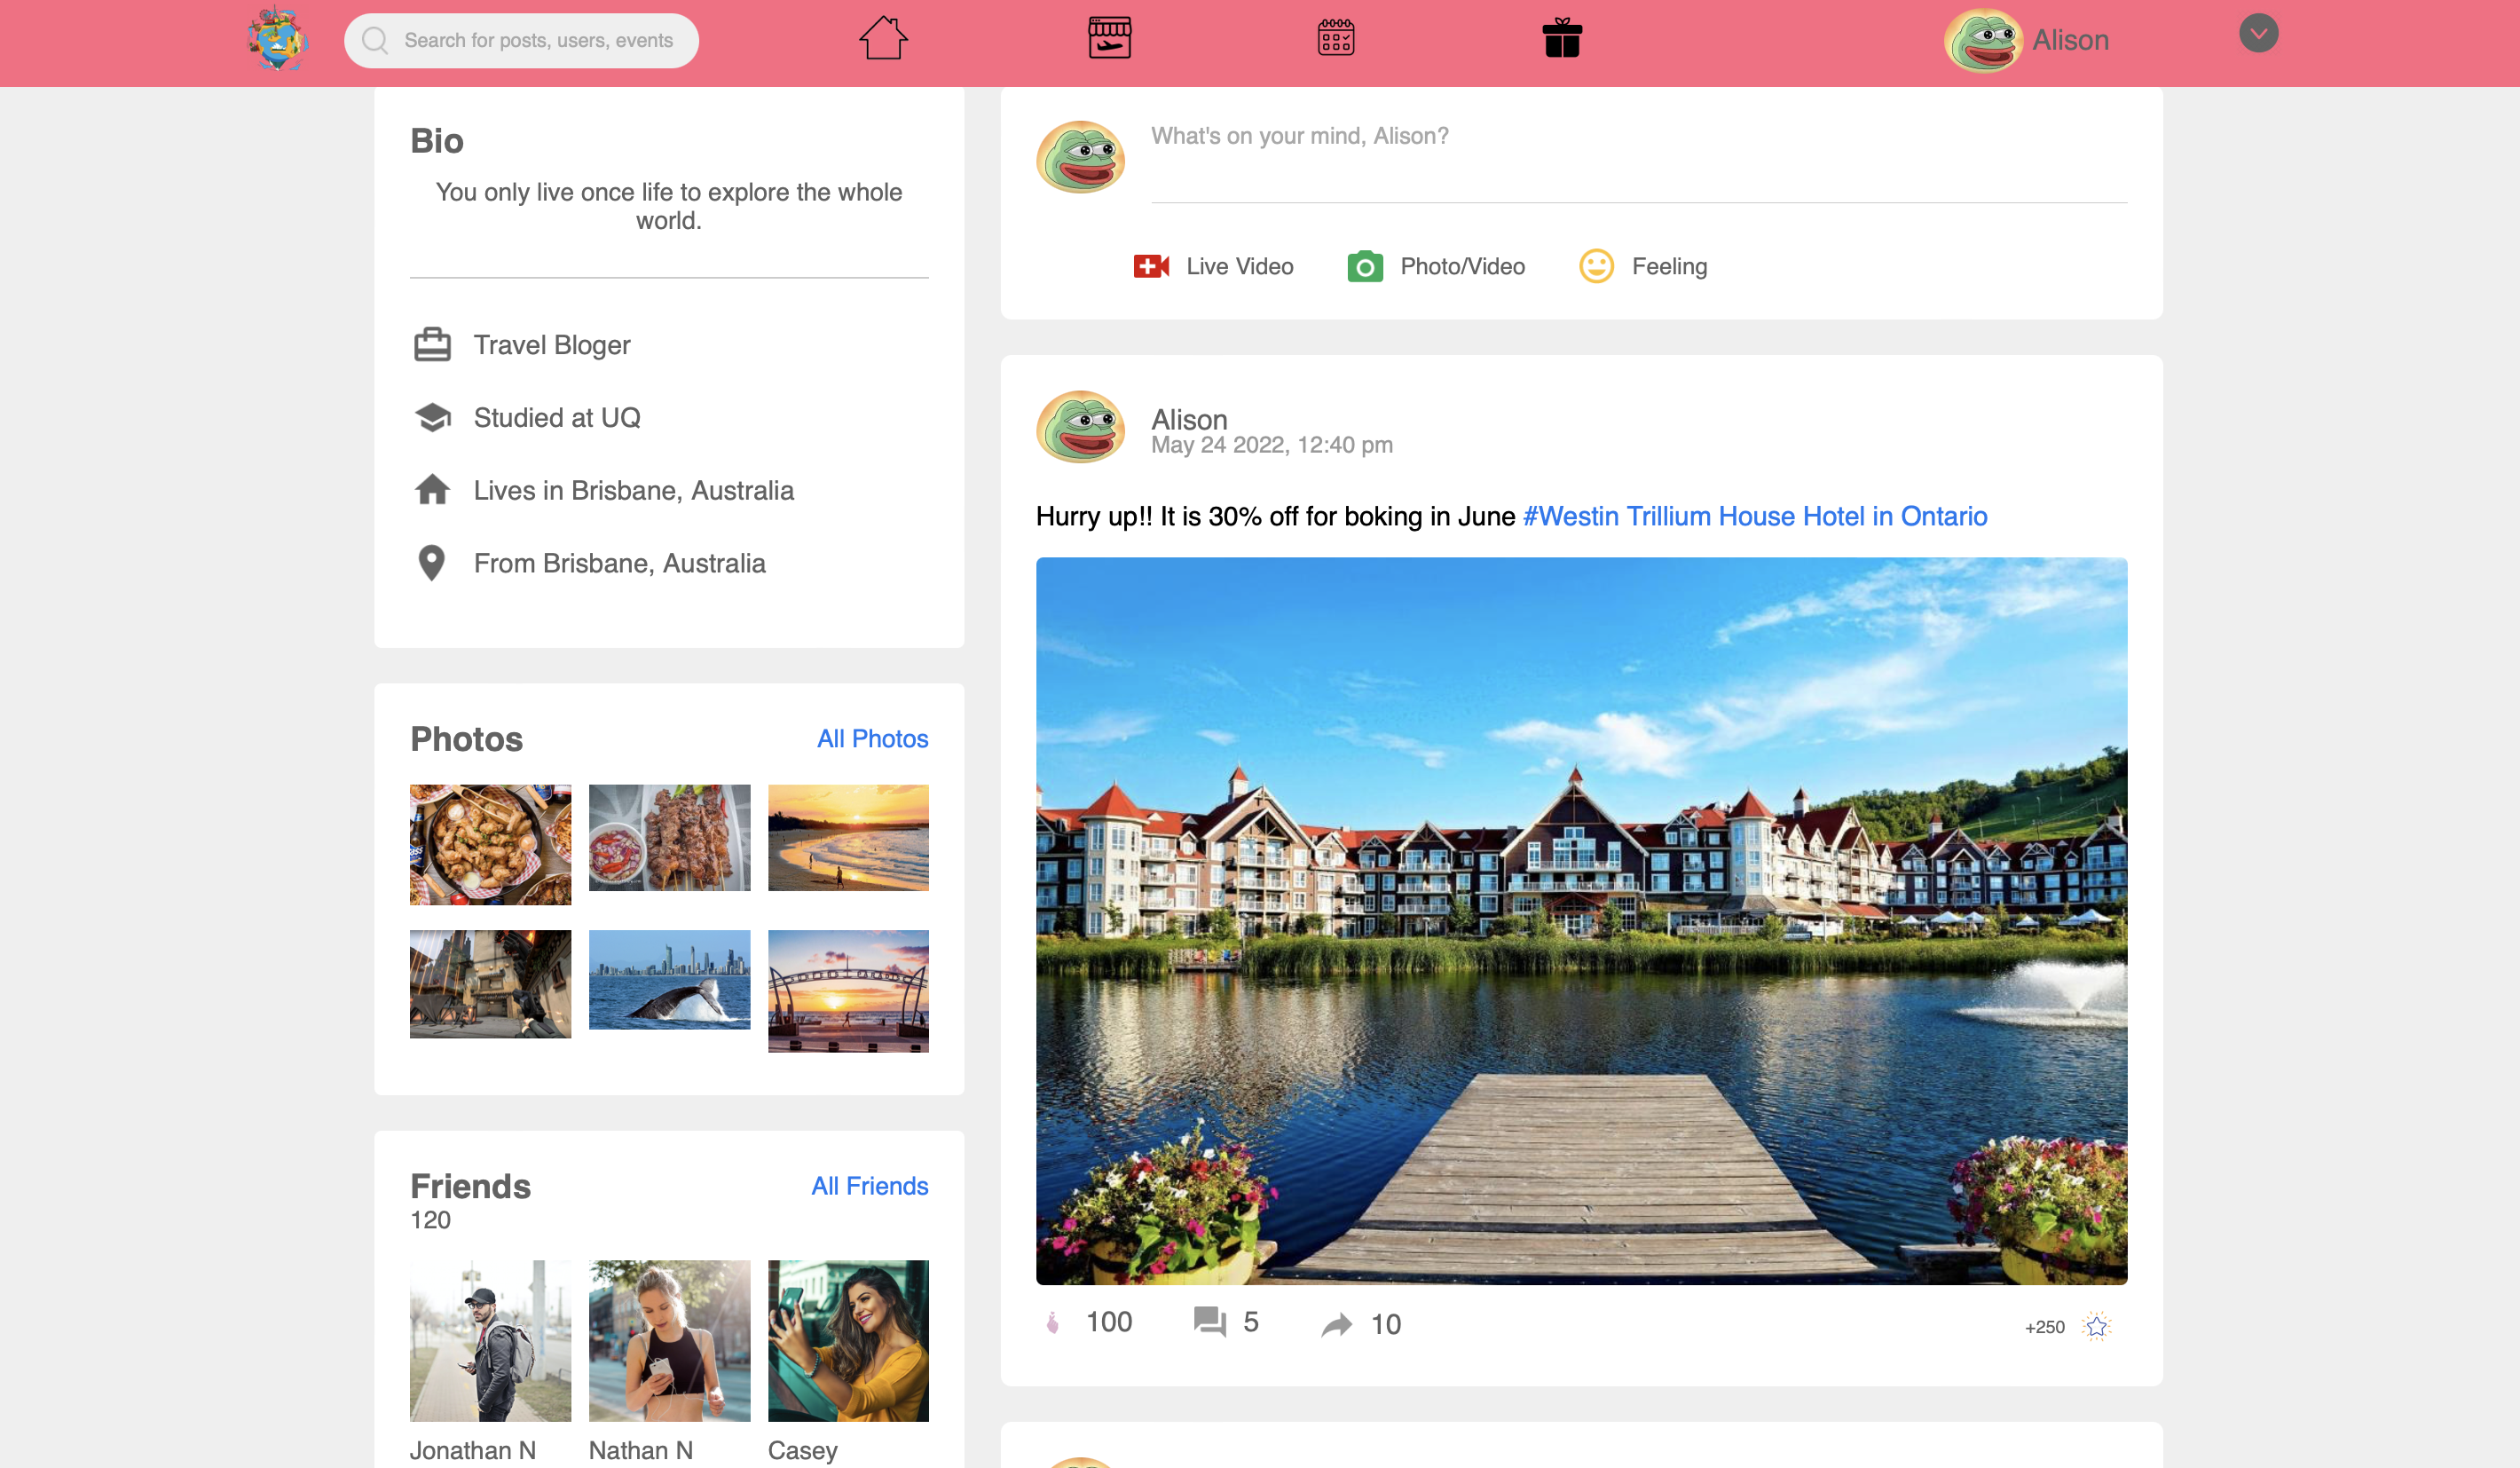 Search for posts, users, events
Alison
Bio
You only live once life to explore the whole
world.
Travel Bloger
Studied at UQ
Lives in Brisbane, Australia
From Brisbane, Australia
Photos
All Photos
Friends
All Friends
120
Jonathan N
Nathan N
Casey
What's on your mind, Alison?
Live Video
Photo/Video
Feeling
Alison
May 24 2022, 12:40 pm
Hurry up!! It is 30% off for boking in June #Westin Trillium House Hotel in Ontario
100
5
10
+250